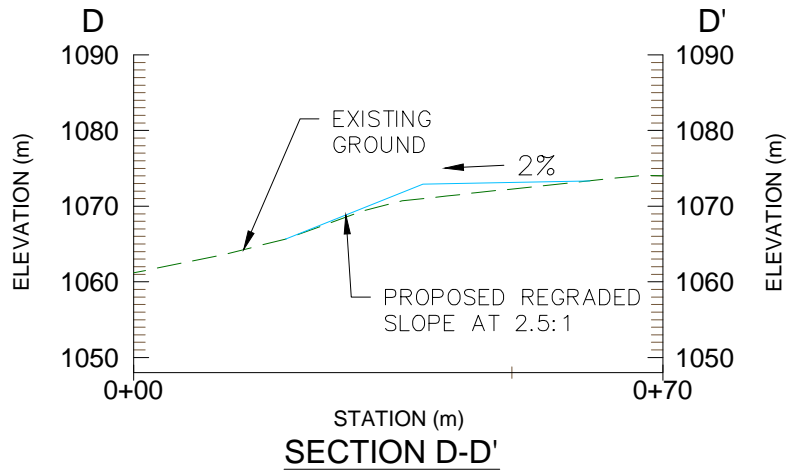 D
D'
1090
1090
1080
1080
1070
1070
1060
1060
1050
1050
ELEVATION (m)
ELEVATION (m)
EXISTING
GROUND
2%
PROPOSED REGRADED
SLOPE AT 2.5:1
0+00
0+70
STATION (m)
SECTION D-D'